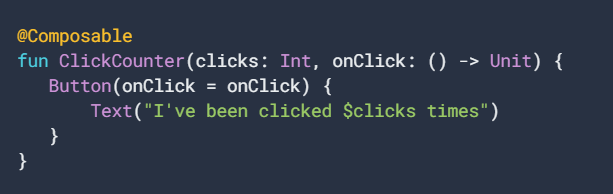 @Composable
fun ClickCounter(clicks: Int, onClick: () -> Unit) {
   Button(onClick = onClick) {
       Text("I've been clicked $clicks times")
   }
}